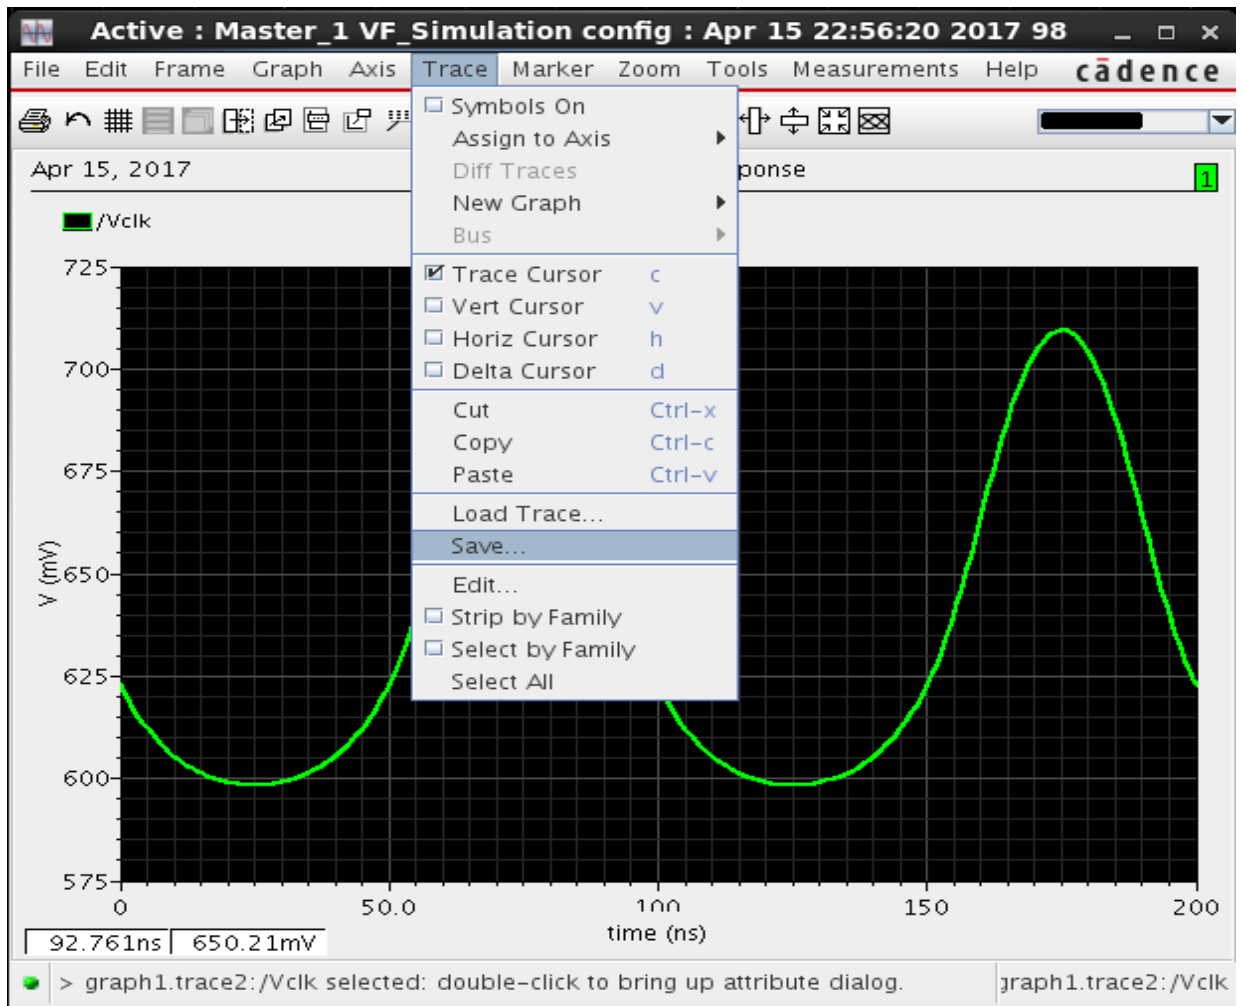 Active : Master_1 VF_Simulation config : Apr 15 22:56:20 2017 98
File Edit Frame Graph Axis Trace Marker Zoom Tools Measurements Help cādence
Symbols On
Assign to Axis
Diff Traces
New Graph
Bus
Trace Cursor c
Vert Cursor v
Horiz Cursor h
Delta Cursor d
Cut Ctrl-x
Copy Ctrl-c
Paste Ctrl-v
Load Trace...
Save...
Edit...
Strip by Family
Select by Family
Select All
Apr 15, 2017
ponse
1
/Vclk
725
700
675
650
625
600
575
V (mV)
0 50.0 100 150 200
time (ns)
92.761ns 650.21mV
> graph1.trace2:/Vclk selected: double-click to bring up attribute dialog.
graph1.trace2:/Vclk